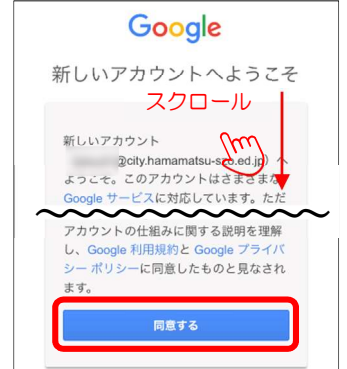 Google
新しいアカウントへようこそ
スクロール
新しいアカウント
@city.hamamatsu-szo.ed.jp）へ
ようこそ。このアカウントはさまざまな
Google サービスに対応しています。ただ
アカウントの仕組みに関する説明を理解
し、Google 利用規約と Google プライバ
シー ポリシーに同意したものと見なされ
ます。
同意する